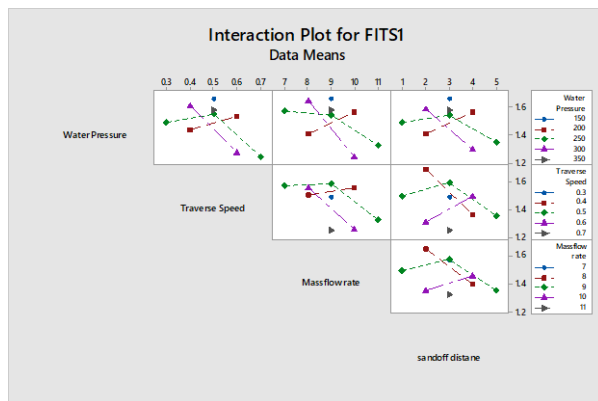 Interaction Plot for FITS1
Data Means
0.3 0.4 0.5 0.6 0.7 7 8 9 10 11 1 2 3 4 5
Water Pressure
1.6
1.4
1.2
Water
Pressure
150
200
250
300
350
Traverse Speed
1.6
1.4
1.2
Traverse
Speed
0.3
0.4
0.5
0.6
0.7
Mass flow rate
1.6
1.4
1.2
Mass flow
rate
7
8
9
10
11
sandoff distane